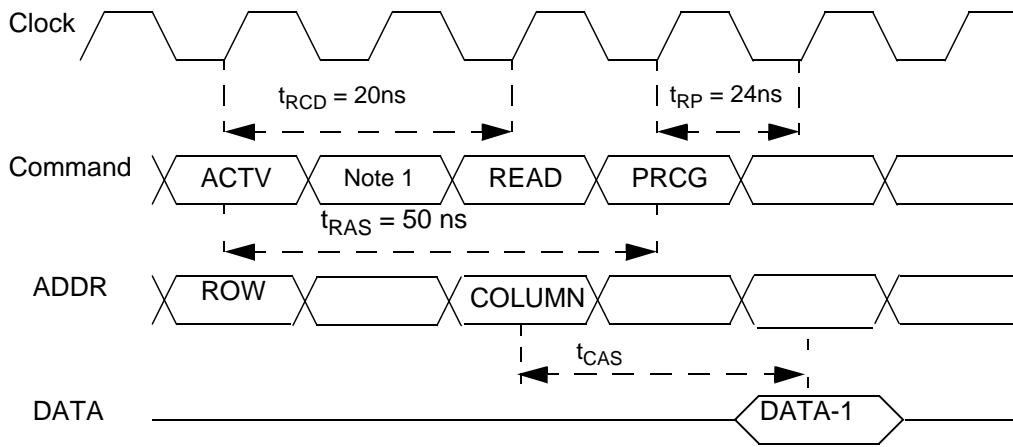 Clock
tRCD = 20ns
tRP = 24ns
Command
ACTV
Note 1
READ
PRCG
tRAS = 50 ns
ADDR
ROW
COLUMN
tCAS
DATA
DATA-1